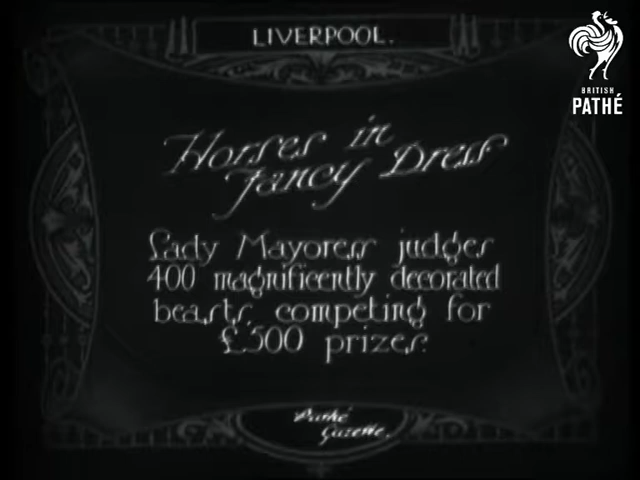 LIVERPOOL.
BRITISH
PATHÉ
Horses in
Fancy Dress
Lady Mayoress judges
400 magnificently decorated
beasts, competing for
£500 prizes.
Pathé
Gazette.